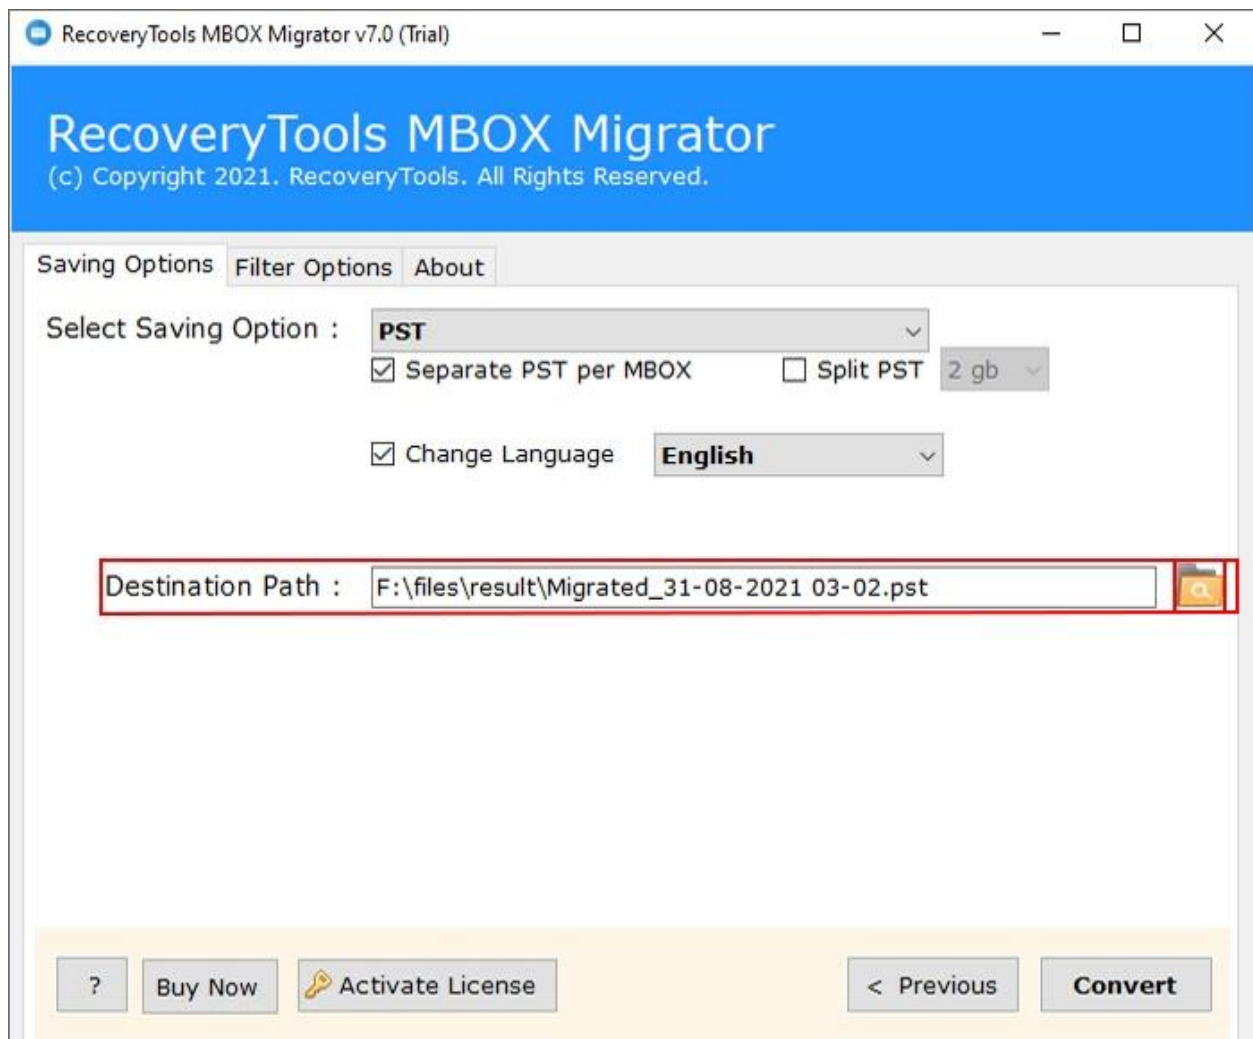 RecoveryTools MBOX Migrator v7.0 (Trial)
RecoveryTools MBOX Migrator
(c) Copyright 2021. RecoveryTools. All Rights Reserved.
Saving Options Filter Options About
Select Saving Option : PST
Separate PST per MBOX Split PST 2 gb
Change Language English
Destination Path : F:\files\result\Migrated_31-08-2021 03-02.pst
? Buy Now Activate License < Previous Convert